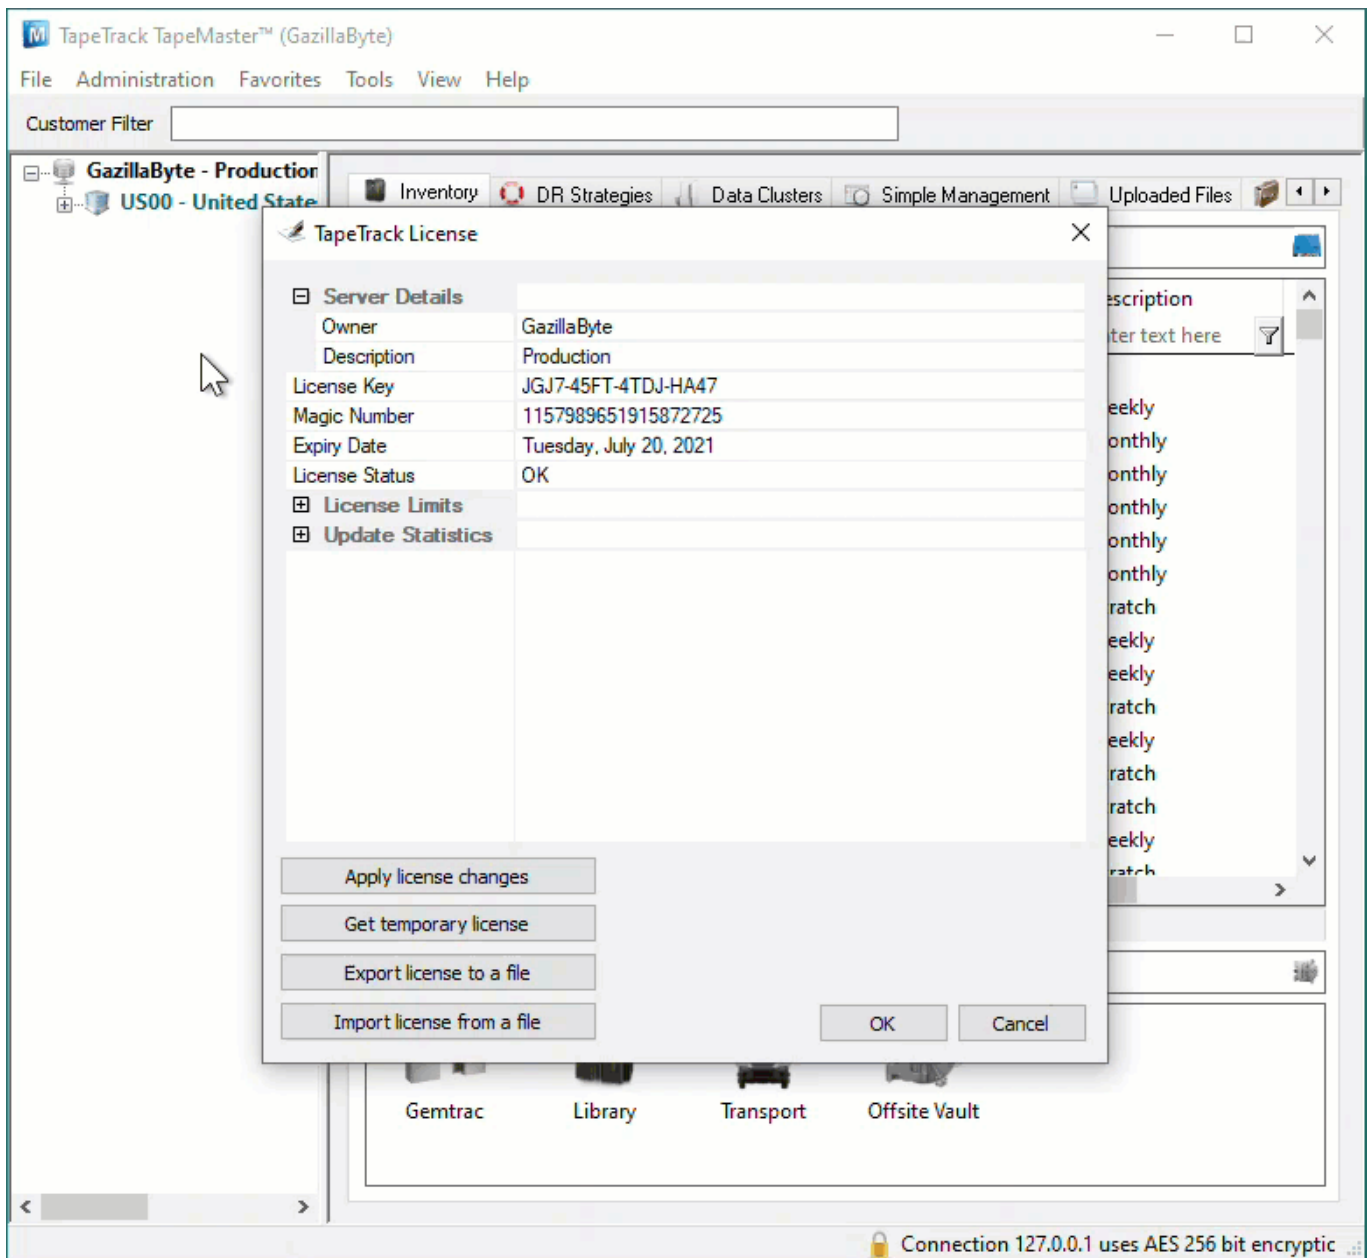 TapeTrack TapeMaster™ (GazillaByte)
File Administration Favorites Tools View Help
Customer Filter
GazillaByte - Production
US00 - United State
Inventory DR Strategies Data Clusters Simple Management Uploaded Files
TapeTrack License
Server Details
Owner GazillaByte
Description Production
License Key JGJ7-45FT-4TDJ-HA47
Magic Number 1157989651915872725
Expiry Date Tuesday, July 20, 2021
License Status OK
License Limits
Update Statistics
Apply license changes
Get temporary license
Export license to a file
Import license from a file
OK Cancel
escription
ter text here
eekly
onthly
onthly
onthly
onthly
onthly
ratch
eekly
eekly
ratch
eekly
ratch
ratch
eekly
ratch
Gemtrac Library Transport Offsite Vault
Connection 127.0.0.1 uses AES 256 bit encryptic